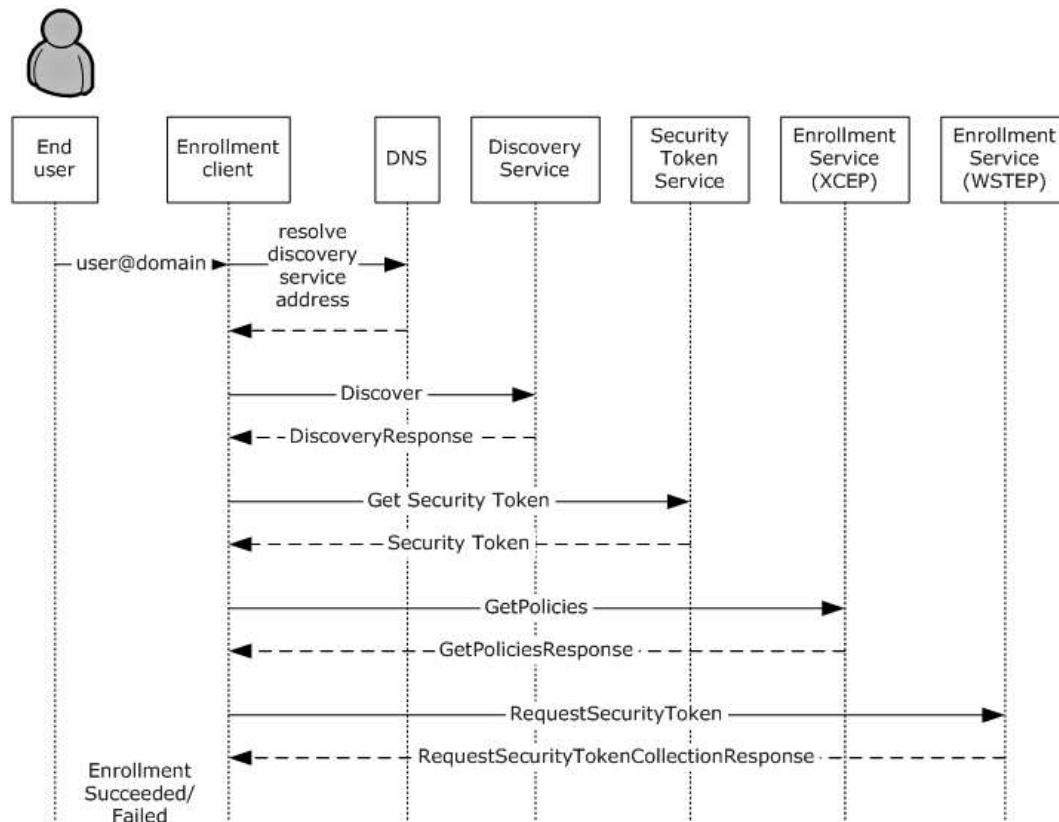 End
user
Enrollment
client
DNS
Discovery
Service
Security
Token
Service
Enrollment
Service
(XCEP)
Enrollment
Service
(WSTEP)
user@domain
resolve
discovery
service
address
Discover
DiscoveryResponse
Get Security Token
Security Token
GetPolicies
GetPoliciesResponse
RequestSecurityToken
RequestSecurityTokenCollectionResponse
Enrollment
Succeeded/
Failed